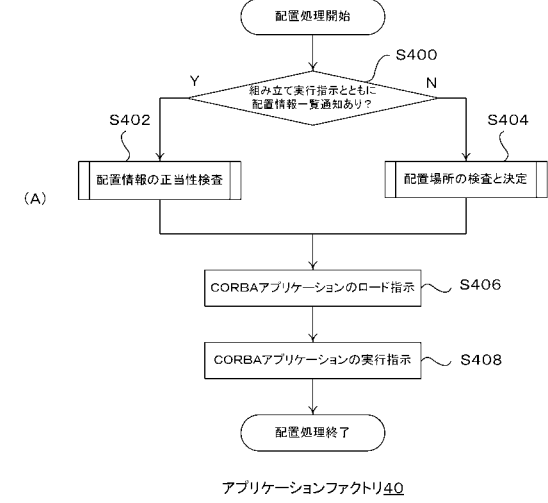 配置処理開始
S400
組み立て実行指示とともに
配置情報一覧通知あり?
Y
N
S402
S404
配置情報の正当性検査
配置場所の検査と決定
(A)
CORBAアプリケーションのロード指示
S406
CORBAアプリケーションの実行指示
S408
配置処理終了
アプリケーションファクトリ40